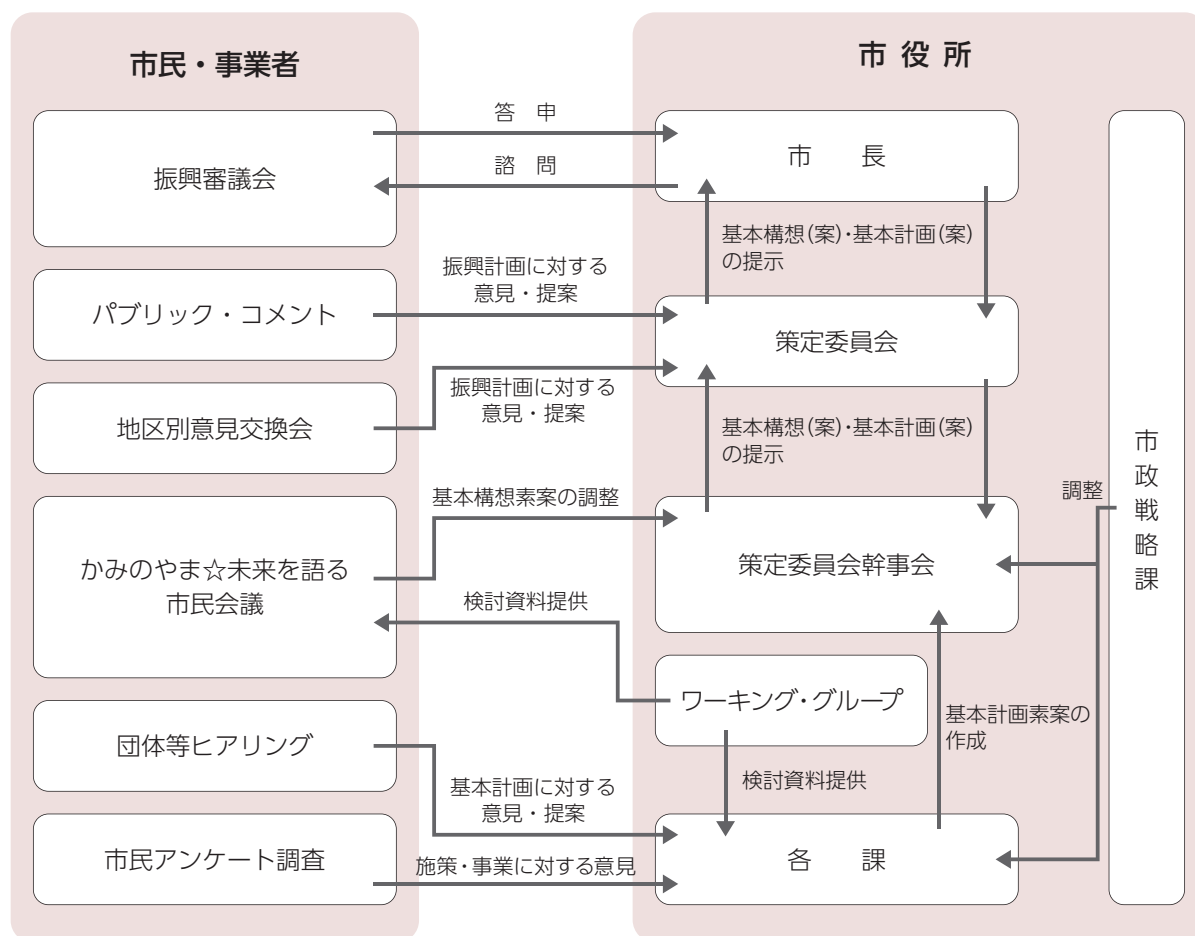 市民・事業者
振興審議会
パブリック・コメント
地区別意見交換会
かみのやま☆未来を語る
市民会議
団体等ヒアリング
市民アンケート調査
答　申
諮　問
振興計画に対する
意見・提案
振興計画に対する
意見・提案
基本構想素案の調整
検討資料提供
基本計画に対する
意見・提案
施策・事業に対する意見
市 役 所
市　　長
基本構想(案)・基本計画(案)
の提示
策定委員会
基本構想(案)・基本計画(案)
の提示
策定委員会幹事会
ワーキング・グループ
基本計画素案の
作成
検討資料提供
各　　課
調整
市政戦略課